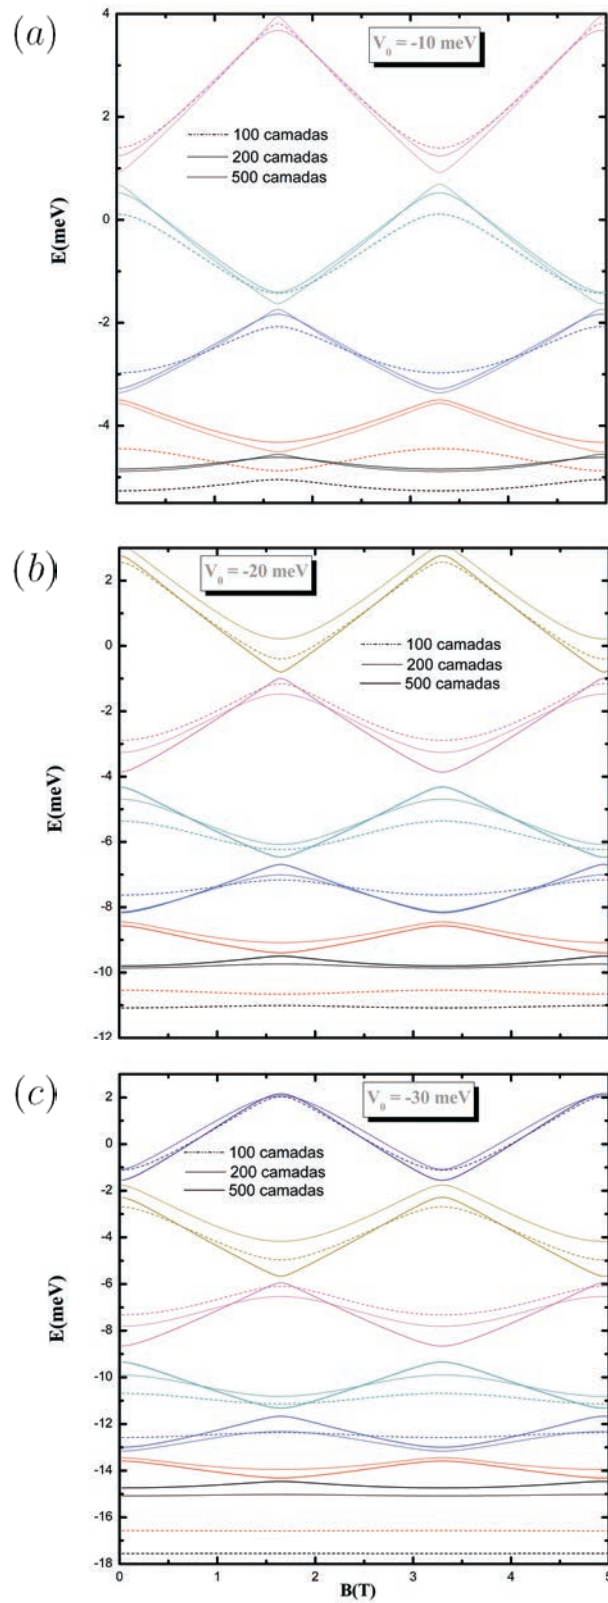 (a)
V₀ = -10 meV
100 camadas
200 camadas
500 camadas
E(meV)
4
2
0
-2
-4
(b)
V₀ = -20 meV
100 camadas
200 camadas
500 camadas
E(meV)
2
0
-2
-4
-6
-8
-10
-12
(c)
V₀ = -30 meV
100 camadas
200 camadas
500 camadas
E(meV)
2
0
-2
-4
-6
-8
-10
-12
-14
-16
-18
0 1 2 3 4 5
B(T)